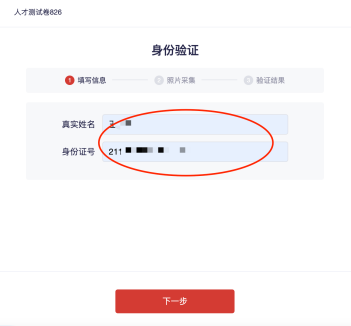 人才测试卷826
身份验证
1 填写信息 2 照片采集 3 验证结果
真实姓名
身份证号 211
下一步